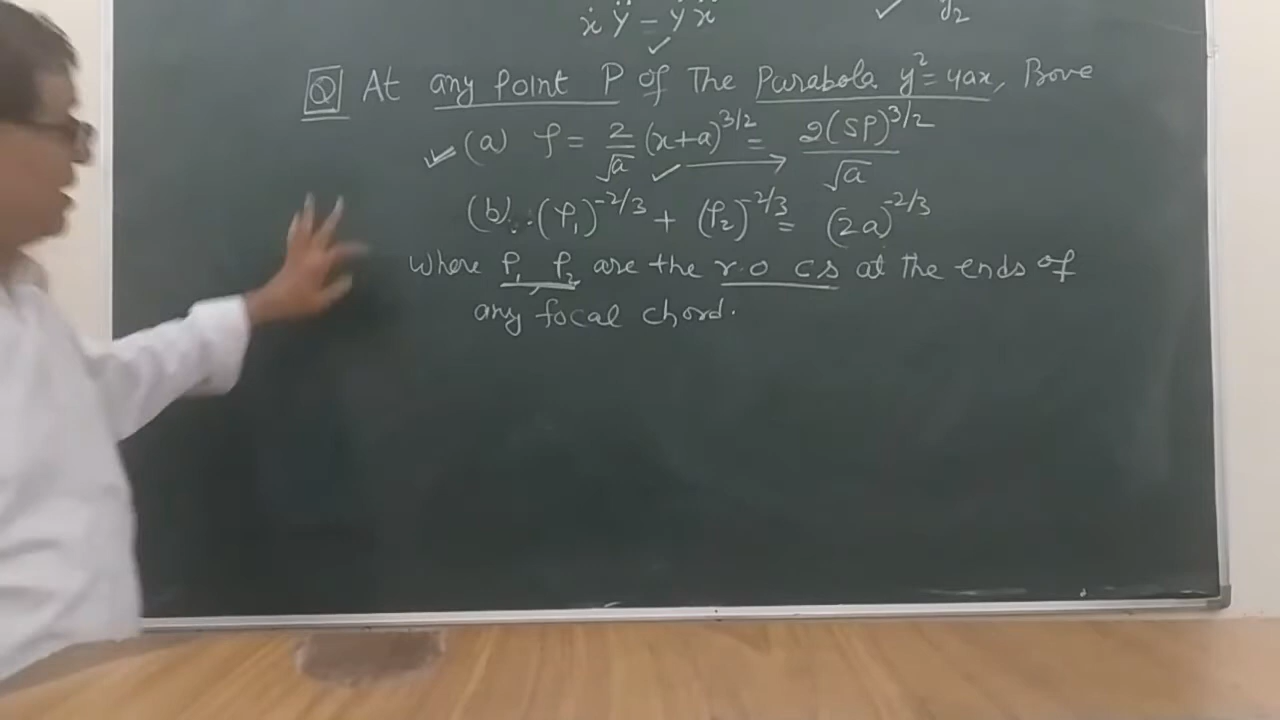 ẋ ÿ − ẏ ẍ
y₂
Q At any point P of The Parabola y² = 4ax, Prove
(a) ρ = 2/√a (x+a)^3/2 = 2(SP)^3/2 / √a
(b) (ρ₁)^-2/3 + (ρ₂)^-2/3 = (2a)^-2/3
where ρ₁ ρ₂ are the r.o cs at the ends of
any focal chord.